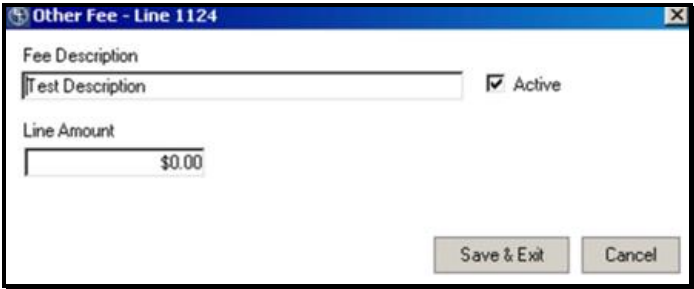 Other Fee - Line 1124
Fee Description
Test Description
Active
Line Amount
$0.00
Save & Exit
Cancel